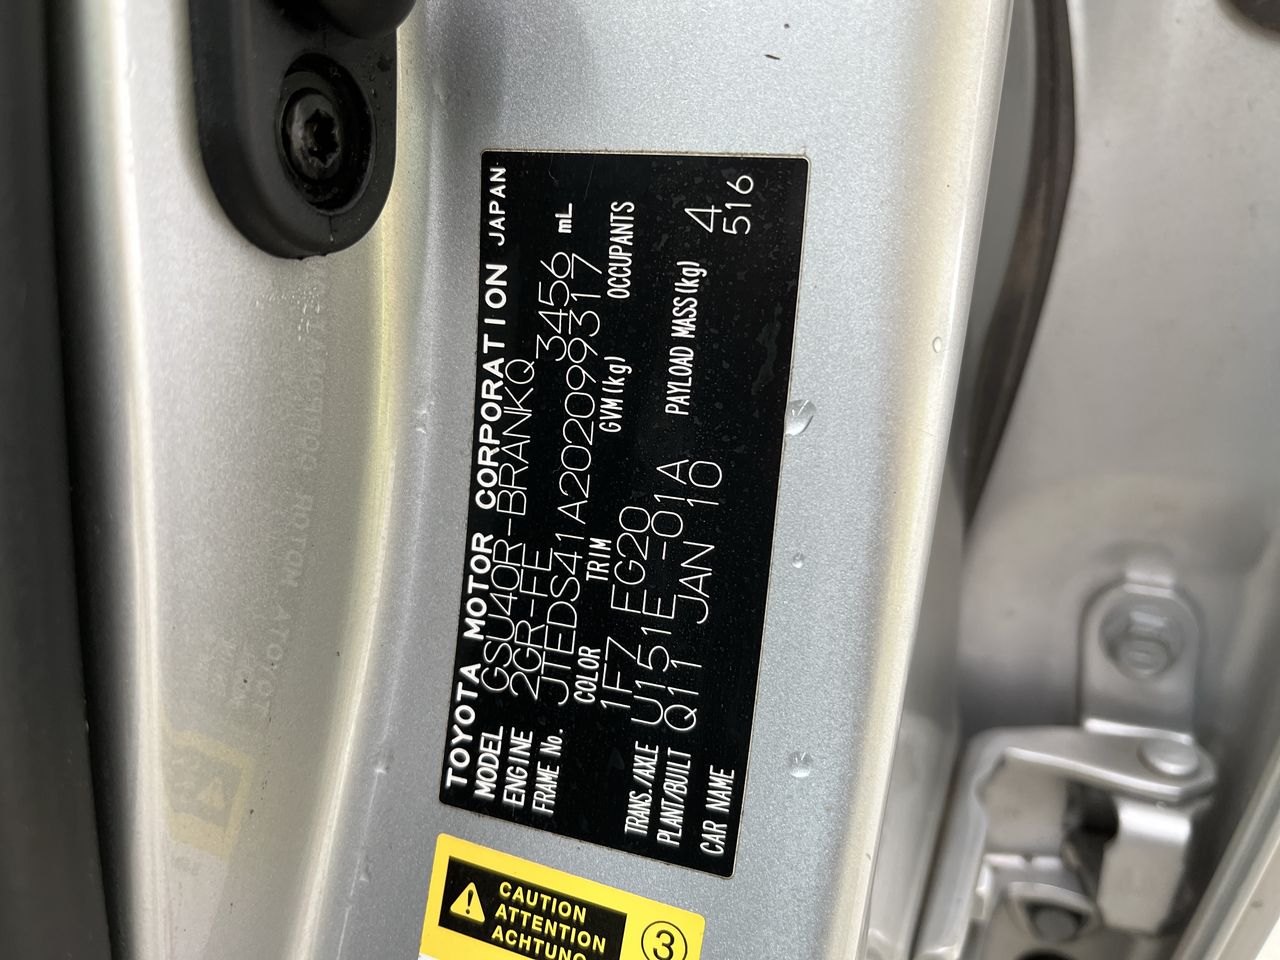 TOYOTA MOTOR CORPORATION JAPAN
MODEL GSU40R-BRANKQ
ENGINE 2GR-FE 3456 mL
FRAME No. JTEDS41A202099317
COLOR TRIM GVM(kg) OCCUPANTS
1F7 FG20 4
TRANS./AXLE U151E -01A PAYLOAD MASS(kg) 516
PLANT/BUILT Q11 JAN 10
CAR NAME
CAUTION
ATTENTION
ACHTUNG
3